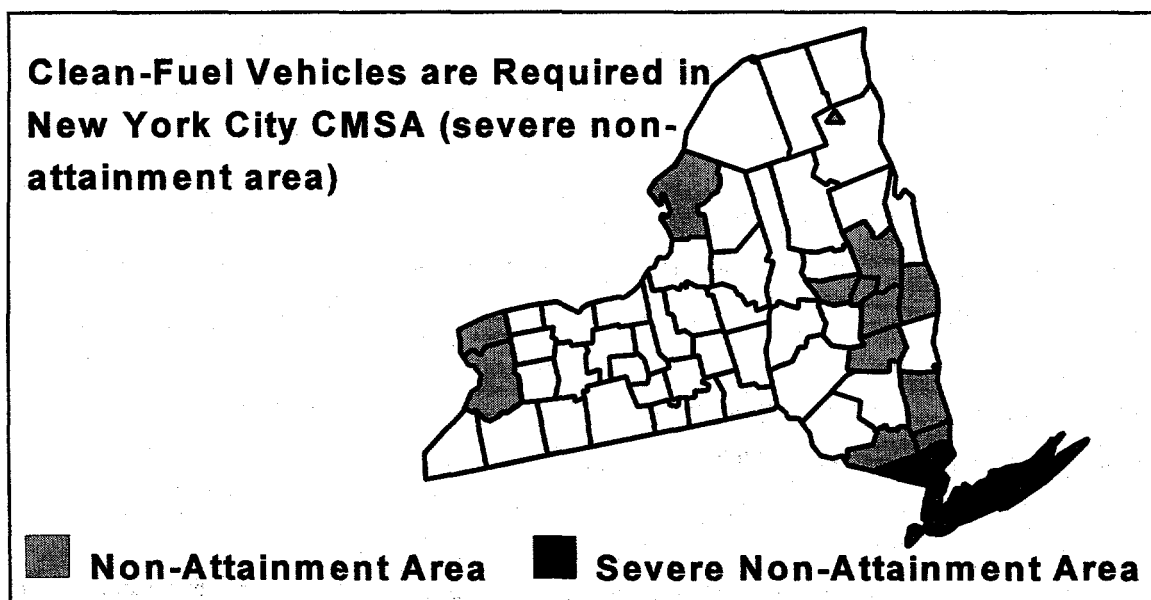 Clean-Fuel Vehicles are Required in
New York City CMSA (severe non-
attainment area)
Non-Attainment Area
Severe Non-Attainment Area